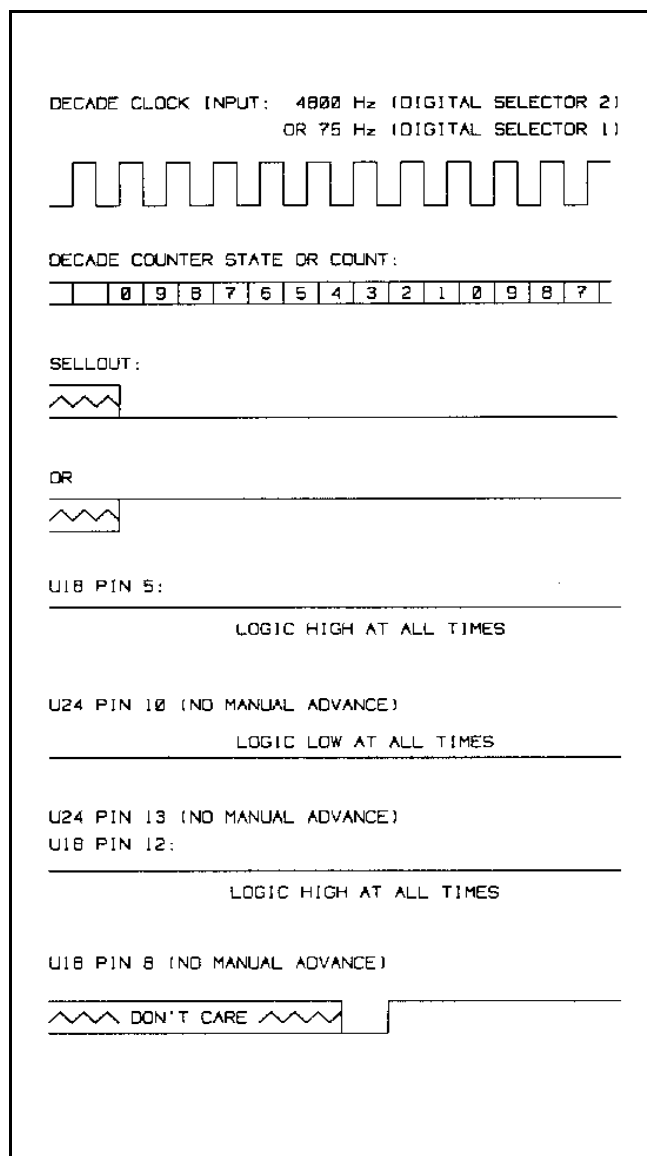 DECADE CLOCK INPUT: 4800 Hz (DIGITAL SELECTOR 2)
OR 75 Hz (DIGITAL SELECTOR 1)
DECADE COUNTER STATE OR COUNT:
0 9 8 7 6 5 4 3 2 1 0 9 8 7
SELLOUT:
OR
U18 PIN 5:
LOGIC HIGH AT ALL TIMES
U24 PIN 10 (NO MANUAL ADVANCE)
LOGIC LOW AT ALL TIMES
U24 PIN 13 (NO MANUAL ADVANCE)
U18 PIN 12:
LOGIC HIGH AT ALL TIMES
U18 PIN 8 (NO MANUAL ADVANCE)
DON'T CARE